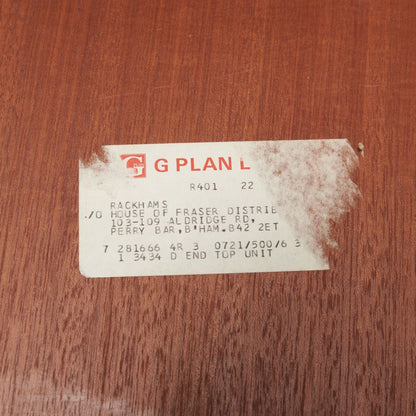 G PLAN L
R401 22
RACKHAMS
/O HOUSE OF FRASER DISTRIB
103-109 ALDRIDGE RD,
PERRY BAR, B'HAM. B42 2ET
7 281666 4R 3 0721/500/6 3
1 3434 D END TOP UNIT